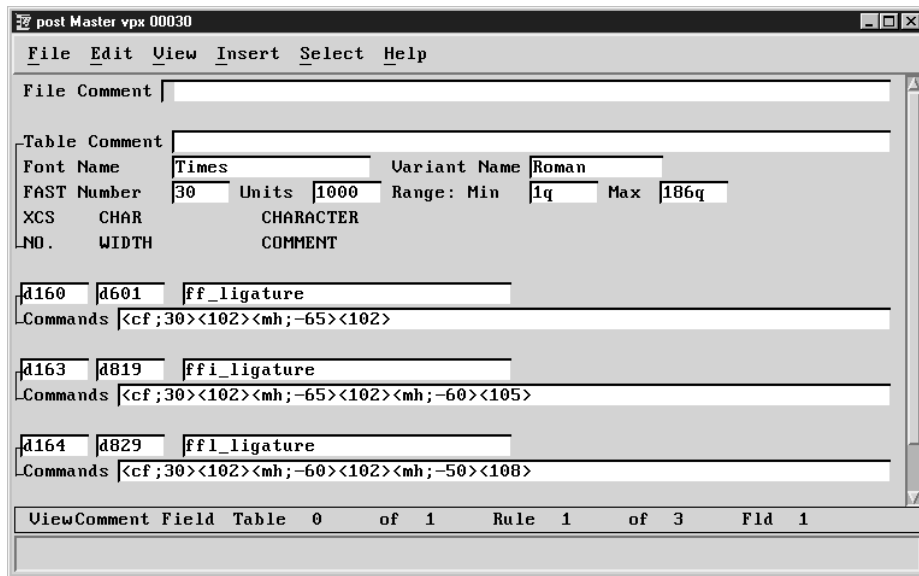 post Master vpx 00030
File Edit View Insert Select Help
File Comment
Table Comment
Font Name Times Variant Name Roman
FAST Number 30 Units 1000 Range: Min 1q Max 186q
XCS CHAR CHARACTER
NO. WIDTH COMMENT
d160 d601 ff_ligature
Commands <cf;30><102><mh;-65><102>
d163 d819 ffi_ligature
Commands <cf;30><102><mh;-65><102><mh;-60><105>
d164 d829 ffl_ligature
Commands <cf;30><102><mh;-60><102><mh;-50><108>
ViewComment Field Table 0 of 1 Rule 1 of 3 Fld 1